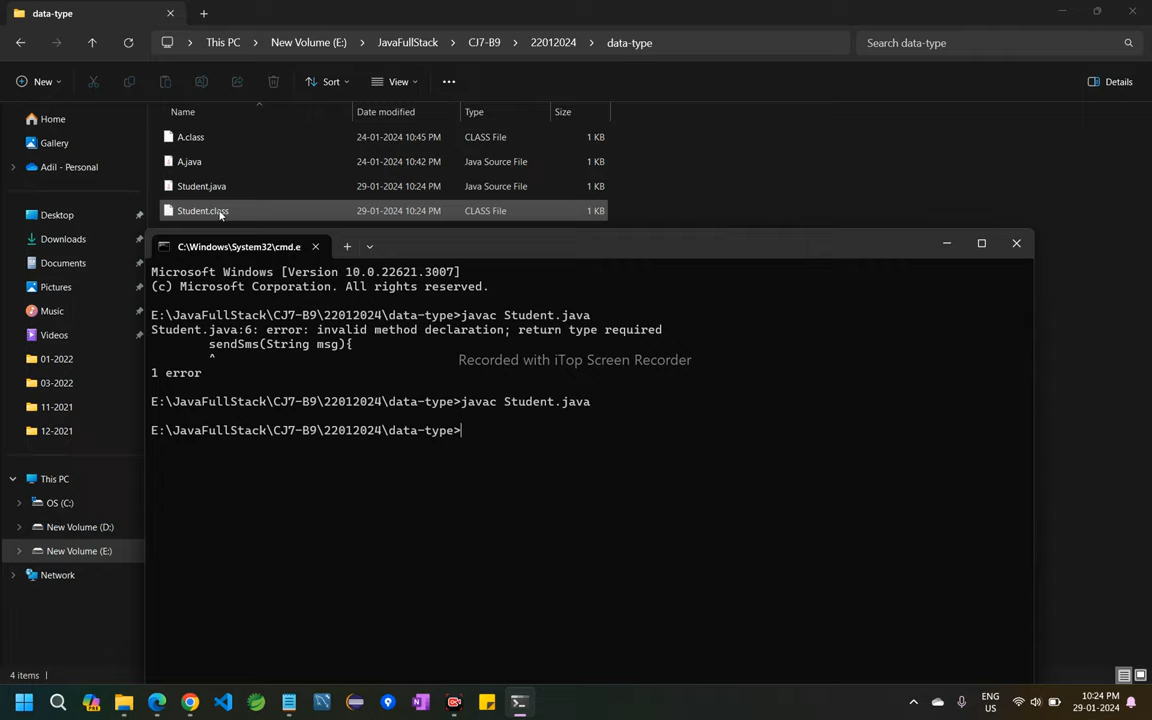 data-type
This PC
New Volume (E:)
JavaFullStack
CJ7-B9
22012024
data-type
Search data-type
New
Sort
View
Details
Name
Date modified
Type
Size
A.class
24-01-2024 10:45 PM
CLASS File
1 KB
A.java
24-01-2024 10:42 PM
Java Source File
1 KB
Student.java
29-01-2024 10:24 PM
Java Source File
1 KB
Student.class
29-01-2024 10:24 PM
CLASS File
1 KB
Home
Gallery
Adil - Personal
Desktop
Downloads
Documents
Pictures
Music
Videos
01-2022
03-2022
11-2021
12-2021
This PC
OS (C:)
New Volume (D:)
New Volume (E:)
Network
4 items
C:\Windows\System32\cmd.e
Microsoft Windows [Version 10.0.22621.3007]
(c) Microsoft Corporation. All rights reserved.
E:\JavaFullStack\CJ7-B9\22012024\data-type>javac Student.java
Student.java:6: error: invalid method declaration; return type required
sendSms(String msg){
^
Recorded with iTop Screen Recorder
1 error
E:\JavaFullStack\CJ7-B9\22012024\data-type>javac Student.java
E:\JavaFullStack\CJ7-B9\22012024\data-type>
ENG
US
10:24 PM
29-01-2024